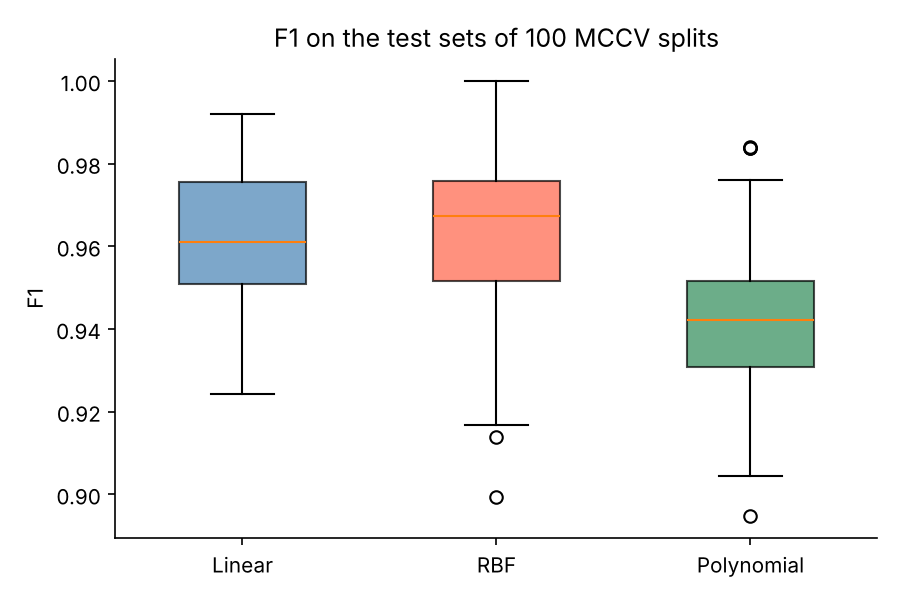 F1 on the test sets of 100 MCCV splits
1.00
0.98
0.96
0.94
0.92
0.90
F1
Linear
RBF
Polynomial